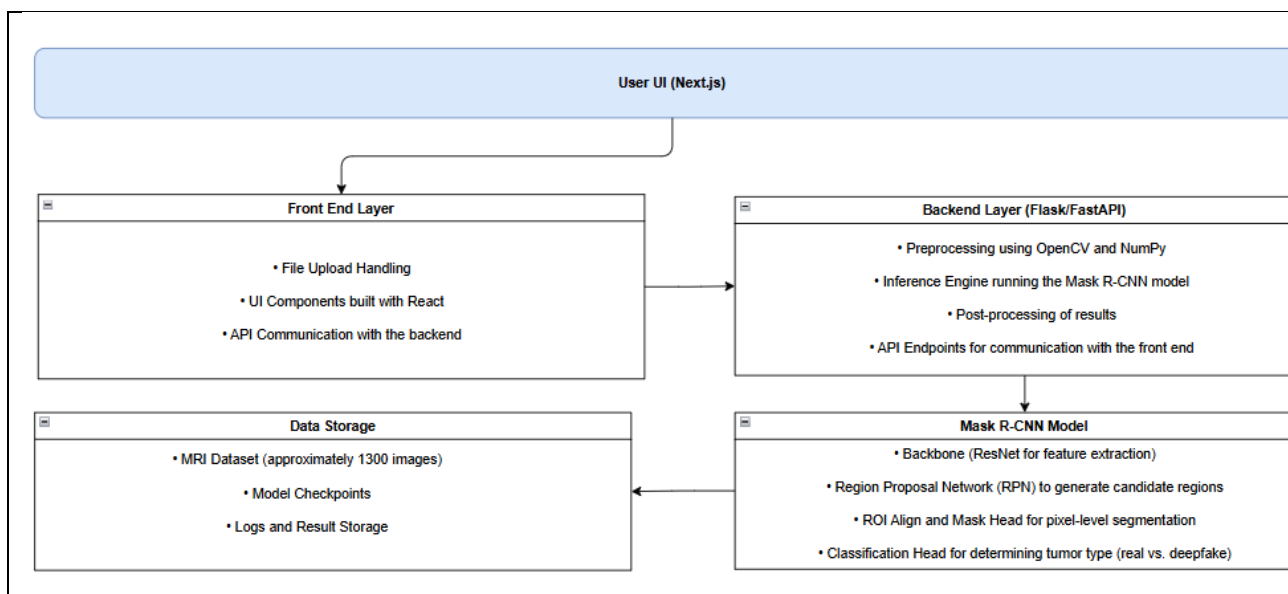 User UI (Next.js)
Front End Layer
• File Upload Handling
• UI Components built with React
• API Communication with the backend
Backend Layer (Flask/FastAPI)
• Preprocessing using OpenCV and NumPy
• Inference Engine running the Mask R-CNN model
• Post-processing of results
• API Endpoints for communication with the front end
Data Storage
• MRI Dataset (approximately 1300 images)
• Model Checkpoints
• Logs and Result Storage
Mask R-CNN Model
• Backbone (ResNet for feature extraction)
• Region Proposal Network (RPN) to generate candidate regions
• ROI Align and Mask Head for pixel-level segmentation
• Classification Head for determining tumor type (real vs. deepfake)